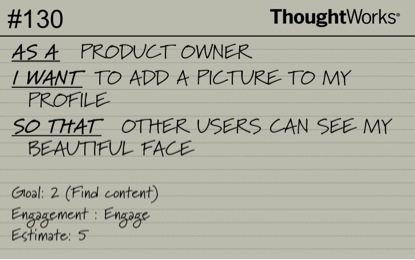 #130 ThoughtWorks®
AS A PRODUCT OWNER
I WANT TO ADD A PICTURE TO MY
PROFILE
SO THAT OTHER USERS CAN SEE MY
BEAUTIFUL FACE
Goal: 2 (Find content)
Engagement : Engage
Estimate: 5